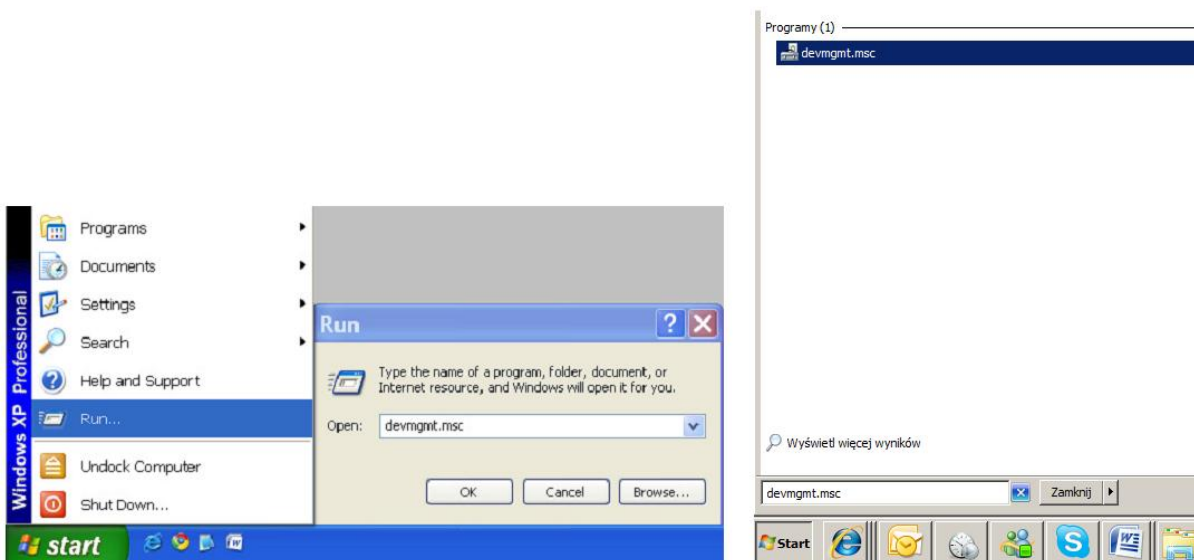 Programs
Documents
Settings
Search
Help and Support
Run...
Undock Computer
Shut Down...
Windows XP Professional
start
Run
Type the name of a program, folder, document, or
Internet resource, and Windows will open it for you.
Open: devmgmt.msc
OK Cancel Browse...
Programy (1)
devmgmt.msc
Wyświetl więcej wyników
devmgmt.msc Zamknij
Start